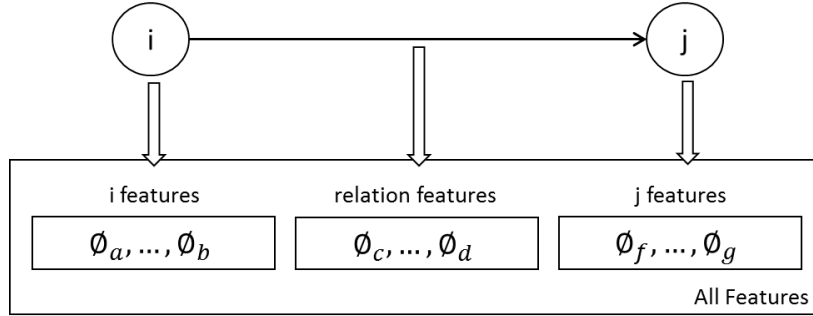 i
j
i features
relation features
j features
∅a, …, ∅b
∅c, …, ∅d
∅f, …, ∅g
All Features